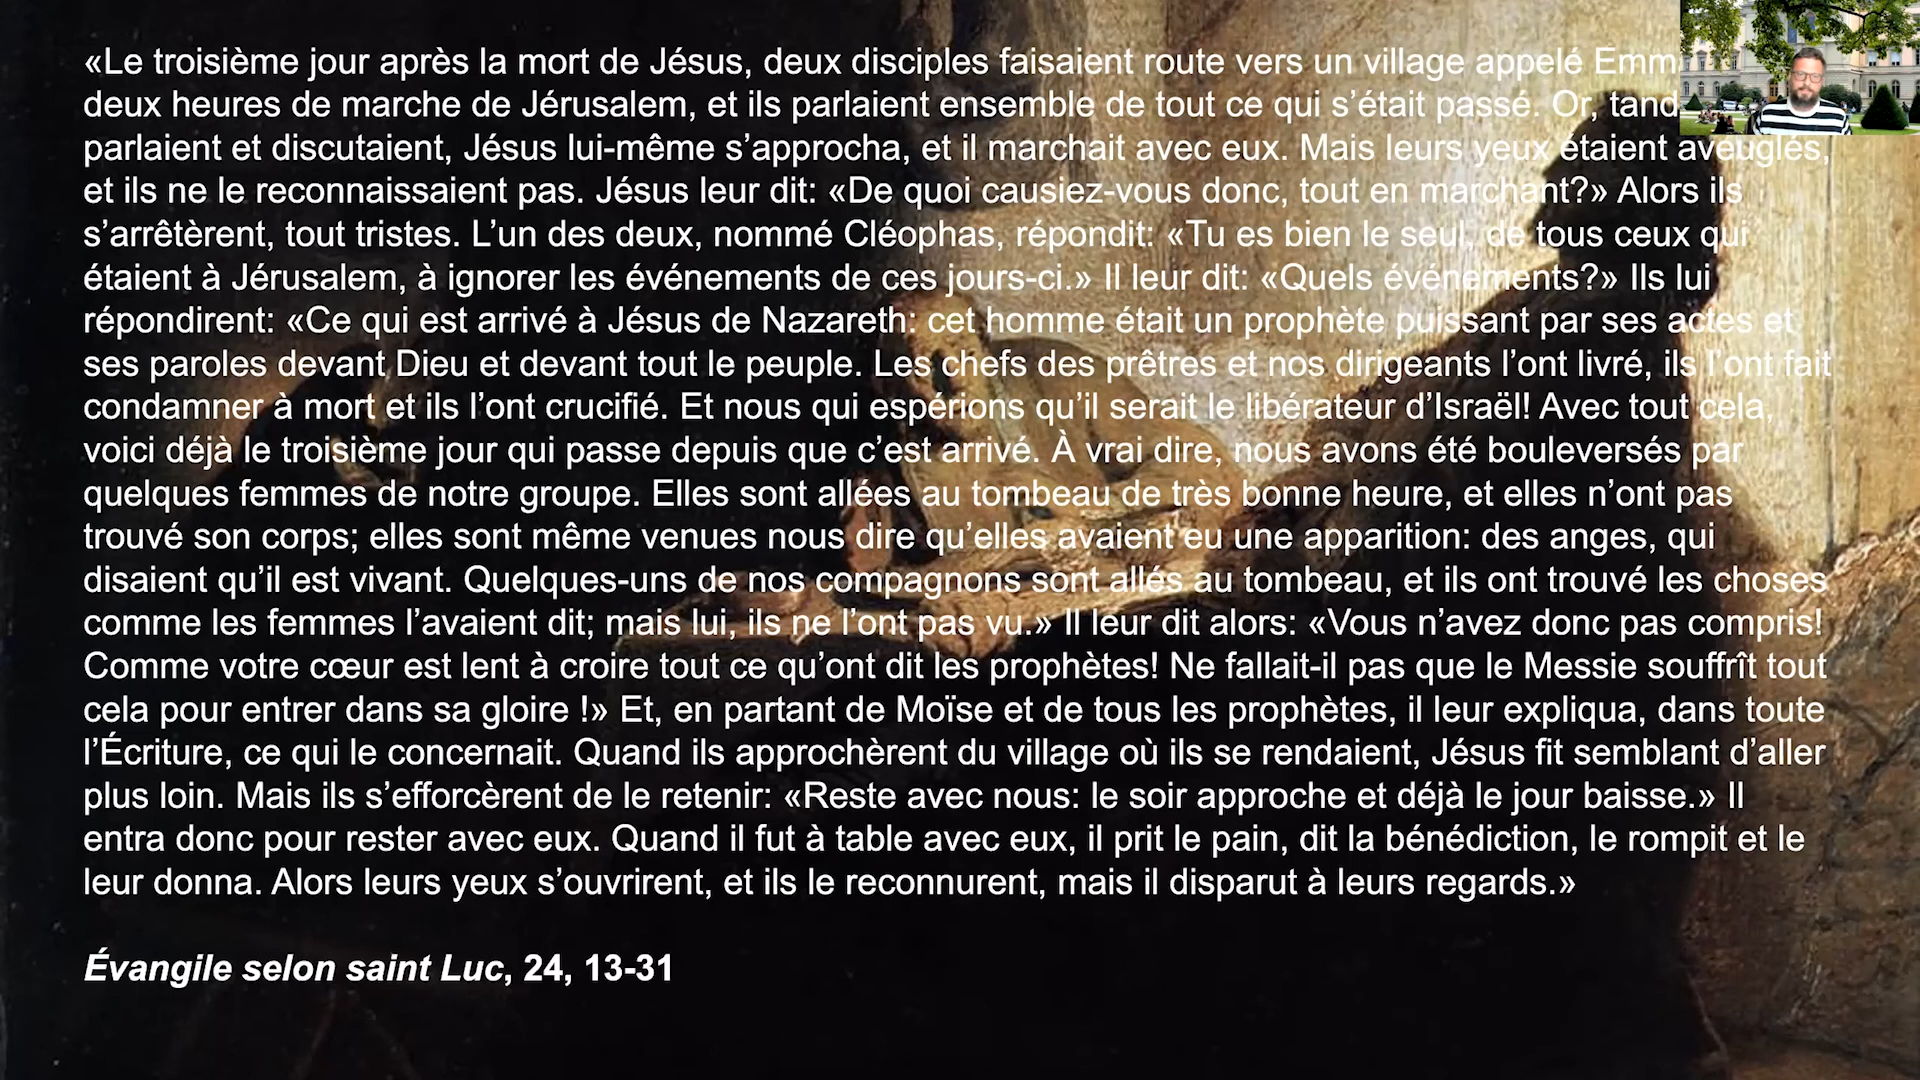 «Le troisième jour après la mort de Jésus, deux disciples faisaient route vers un village appelé
deux heures de marche de Jérusalem, et ils parlaient ensemble de tout ce qui s’était passé. Or,
parlaient et discutaient, Jésus lui-même s’approcha, et il marchait avec eux. Mais leurs yeux étaient aveuglés,
et ils ne le reconnaissaient pas. Jésus leur dit: «De quoi causiez-vous donc, tout en marchant?» Alors ils
s’arrêtèrent, tout tristes. L’un des deux, nommé Cléophas, répondit: «Tu es bien le seul, de tous ceux qui
étaient à Jérusalem, à ignorer les événements de ces jours-ci.» Il leur dit: «Quels événements?» Ils lui
répondirent: «Ce qui est arrivé à Jésus de Nazareth: cet homme était un prophète puissant par ses actes et
ses paroles devant Dieu et devant tout le peuple. Les chefs des prêtres et nos dirigeants l’ont livré, ils l’ont fait
condamner à mort et ils l’ont crucifié. Et nous qui espérions qu’il serait le libérateur d’Israël! Avec tout cela,
voici déjà le troisième jour qui passe depuis que c’est arrivé. À vrai dire, nous avons été bouleversés par
quelques femmes de notre groupe. Elles sont allées au tombeau de très bonne heure, et elles n’ont pas
trouvé son corps; elles sont même venues nous dire qu’elles avaient eu une apparition: des anges, qui
disaient qu’il est vivant. Quelques-uns de nos compagnons sont allés au tombeau, et ils ont trouvé les choses
comme les femmes l’avaient dit; mais lui, ils ne l’ont pas vu.» Il leur dit alors: «Vous n’avez donc pas compris!
Comme votre cœur est lent à croire tout ce qu’ont dit les prophètes! Ne fallait-il pas que le Messie souffrît tout
cela pour entrer dans sa gloire !» Et, en partant de Moïse et de tous les prophètes, il leur expliqua, dans toute
l’Écriture, ce qui le concernait. Quand ils approchèrent du village où ils se rendaient, Jésus fit semblant d’aller
plus loin. Mais ils s’efforcèrent de le retenir: «Reste avec nous: le soir approche et déjà le jour baisse.» Il
entra donc pour rester avec eux. Quand il fut à table avec eux, il prit le pain, dit la bénédiction, le rompit et le
leur donna. Alors leurs yeux s’ouvrirent, et ils le reconnurent, mais il disparut à leurs regards.»
Évangile selon saint Luc, 24, 13-31